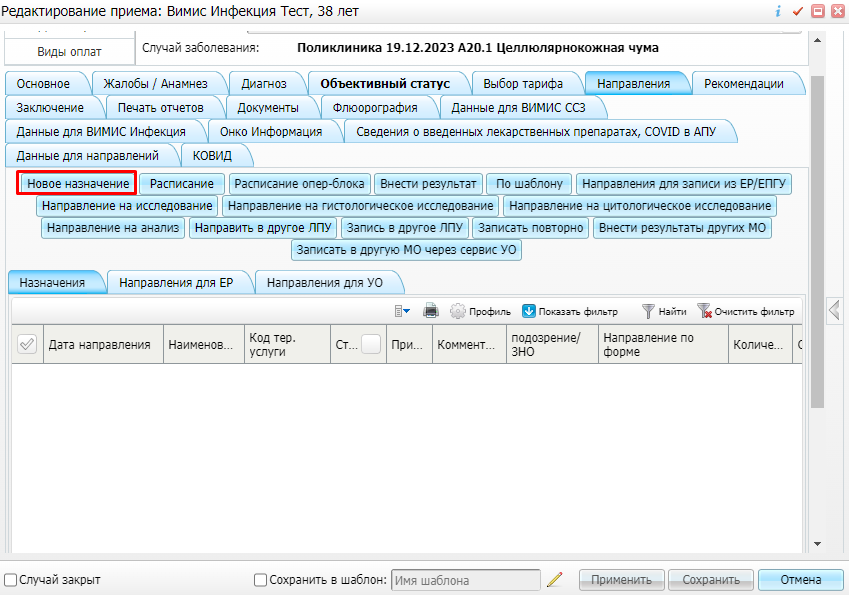 Редактирование приема: Вимис Инфекция Тест, 38 лет
Виды оплат
Случай заболевания: Поликлиника 19.12.2023 A20.1 Целлюлярнокожная чума
Основное Жалобы / Анамнез Диагноз Объективный статус Выбор тарифа Направления Рекомендации
Заключение Печать отчетов Документы Флюорография Данные для ВИМИС ССЗ
Данные для ВИМИС Инфекция Онко Информация Сведения о введенных лекарственных препаратах, COVID в АПУ
Данные для направлений КОВИД
Новое назначение Расписание Расписание опер-блока Внести результат По шаблону Направления для записи из ЕР/ЕПГУ
Направление на исследование Направление на гистологическое исследование Направление на цитологическое исследование
Направление на анализ Направить в другое ЛПУ Запись в другое ЛПУ Записать повторно Внести результаты других МО
Записать в другую МО через сервис УО
Назначения Направления для ЕР Направления для УО
Профиль Показать фильтр Найти Очистить фильтр
Дата направления Наименов... Код тер. услуги Ст... При... Коммент... подозрение/ЗНО Направление по форме Количе...
Случай закрыт Сохранить в шаблон: Имя шаблона Применить Сохранить Отмена